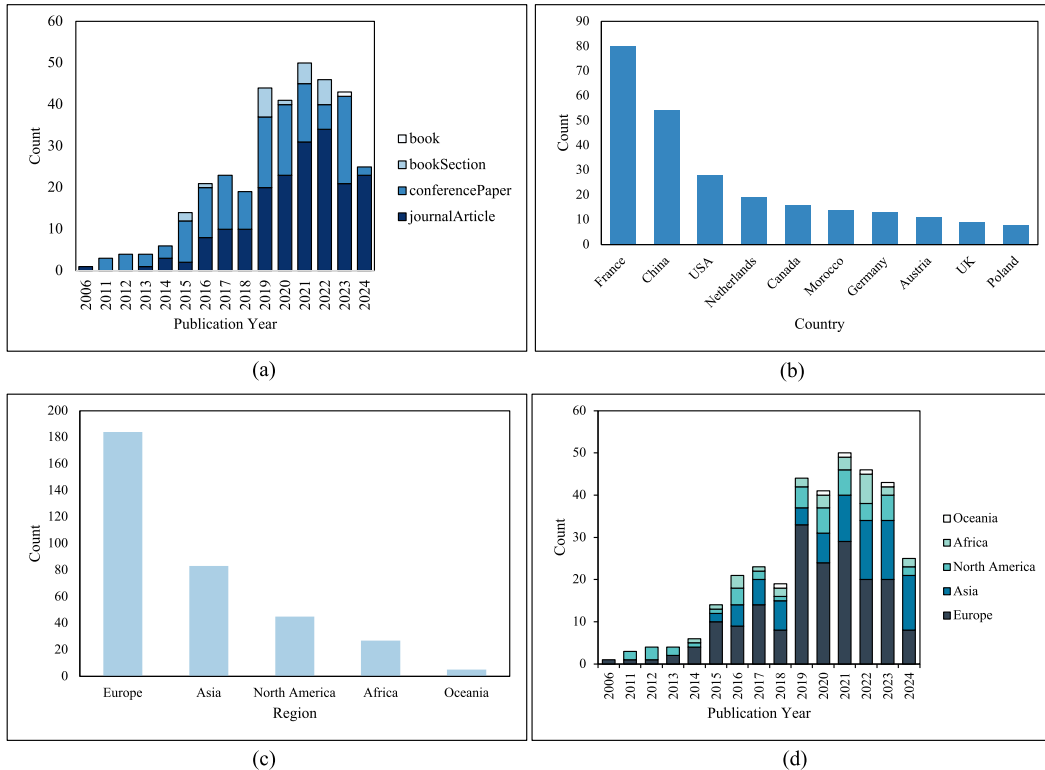 60
50
40
30
20
10
0
Count
2006
2011
2012
2013
2014
2015
2016
2017
2018
2019
2020
2021
2022
2023
2024
Publication Year
book
bookSection
conferencePaper
journalArticle
(a)
90
80
70
60
50
40
30
20
10
0
Count
France
China
USA
Netherlands
Canada
Morocco
Germany
Austria
UK
Poland
Country
(b)
200
180
160
140
120
100
80
60
40
20
0
Count
Europe
Asia
North America
Africa
Oceania
Region
(c)
60
50
40
30
20
10
0
Count
2006
2011
2012
2013
2014
2015
2016
2017
2018
2019
2020
2021
2022
2023
2024
Publication Year
Oceania
Africa
North America
Asia
Europe
(d)